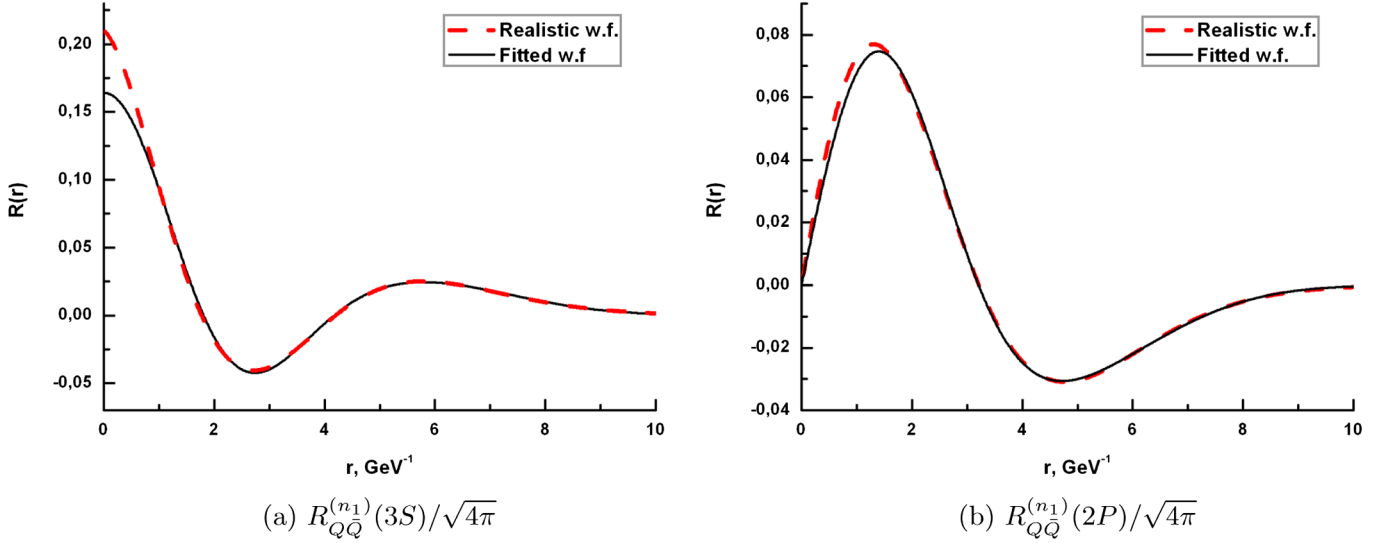 Realistic w.f.
Fitted w.f
0,20
0,15
0,10
0,05
0,00
-0,05
R(r)
0 2 4 6 8 10
r, GeV⁻¹
(a) R_{QQ̄}^{(n₁)}(3S)/√4π
Realistic w.f.
Fitted w.f.
0,08
0,06
0,04
0,02
0,00
-0,02
-0,04
R(r)
0 2 4 6 8 10
r, GeV⁻¹
(b) R_{QQ̄}^{(n₁)}(2P)/√4π